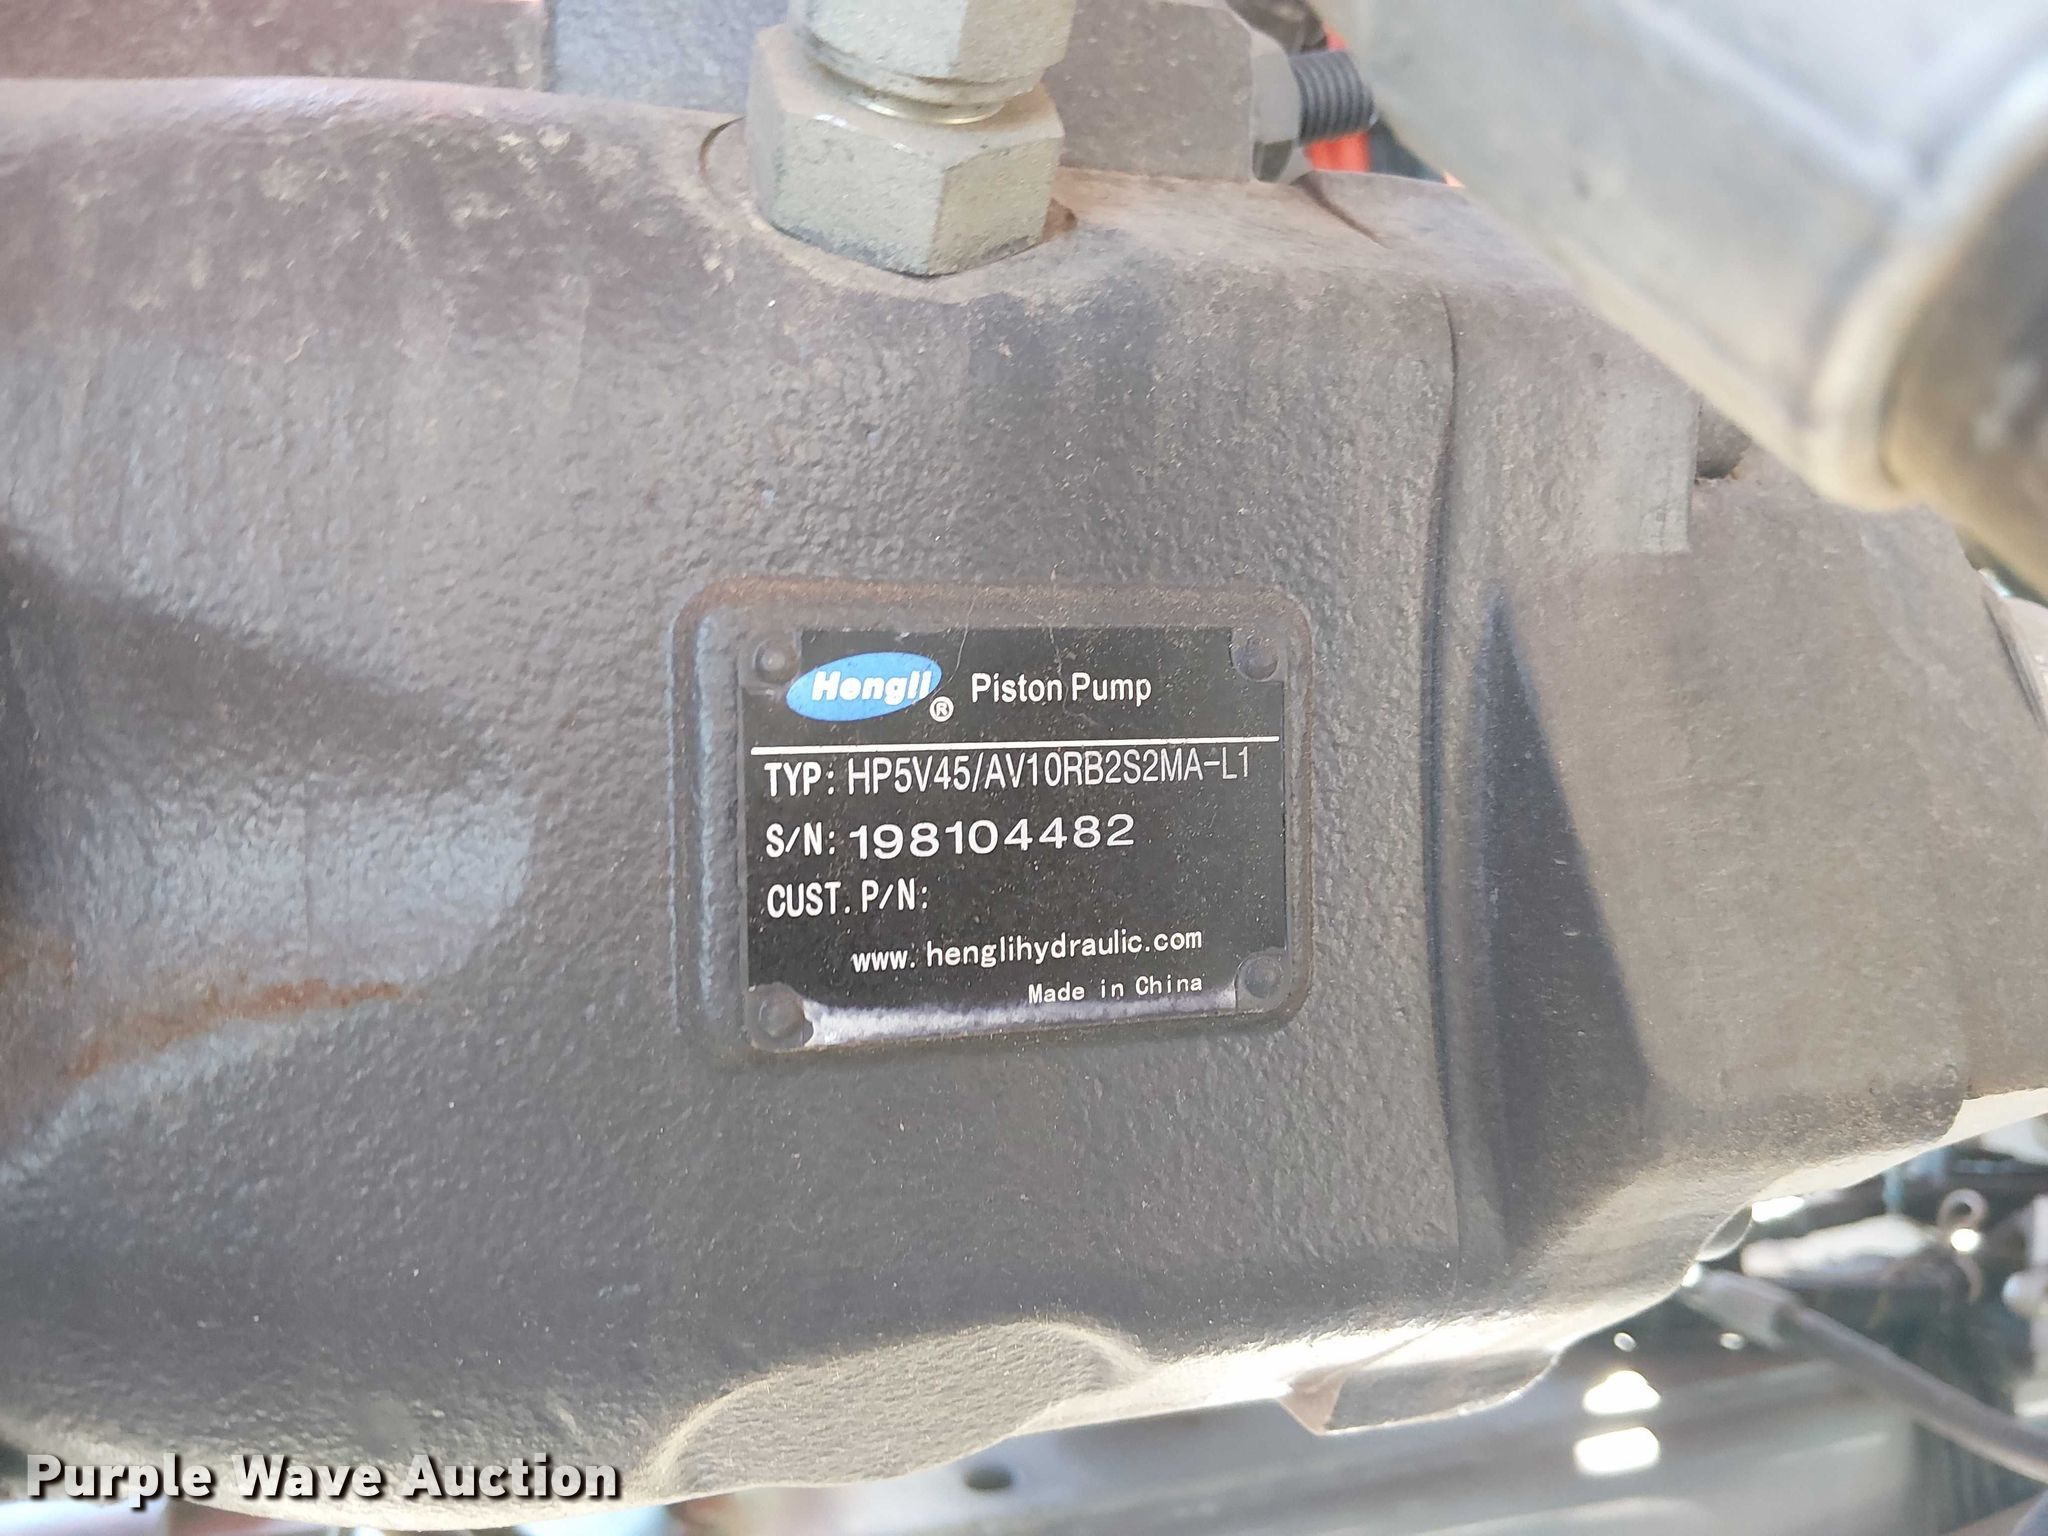 Hengli® Piston Pump
TYP: HP5V45/AV10RB2S2MA-L1
S/N: 198104482
CUST. P/N:
www.henglihydraulic.com
Made in China
Purple Wave Auction